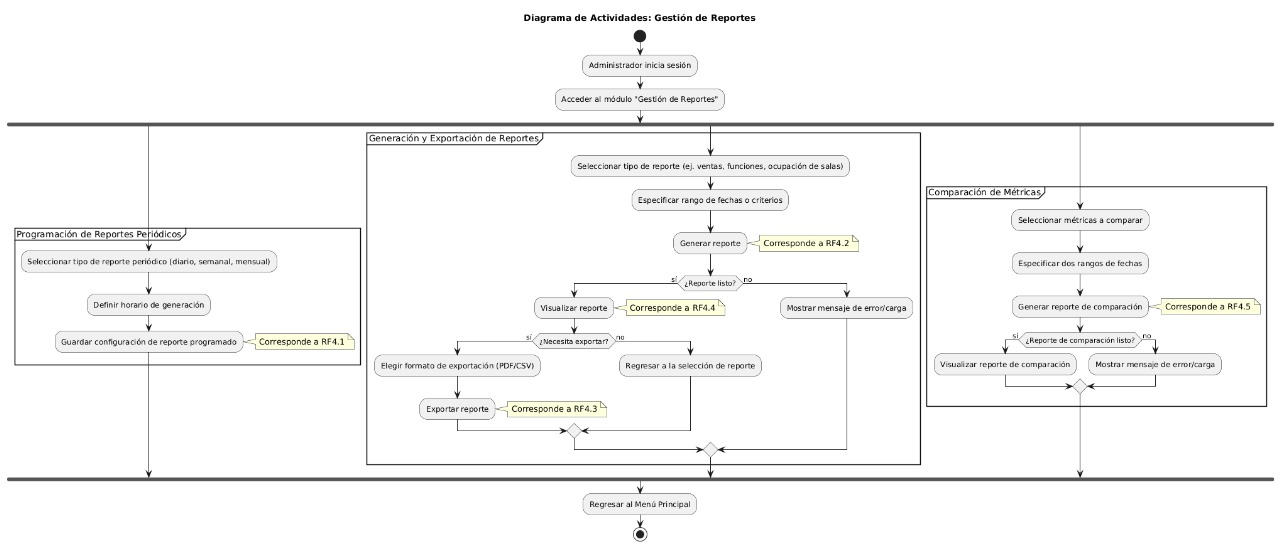 Diagrama de Actividades: Gestión de Reportes
Administrador inicia sesión
Acceder al módulo "Gestión de Reportes"
Programación de Reportes Periódicos
Seleccionar tipo de reporte periódico (diario, semanal, mensual)
Definir horario de generación
Guardar configuración de reporte programado
Corresponde a RF4.1
Generación y Exportación de Reportes
Seleccionar tipo de reporte (ej. ventas, funciones, ocupación de salas)
Especificar rango de fechas o criterios
Generar reporte
Corresponde a RF4.2
sí
¿Reporte listo?
no
Visualizar reporte
Corresponde a RF4.4
Mostrar mensaje de error/carga
sí
¿Necesita exportar?
no
Elegir formato de exportación (PDF/CSV)
Regresar a la selección de reporte
Exportar reporte
Corresponde a RF4.3
Comparación de Métricas
Seleccionar métricas a comparar
Especificar dos rangos de fechas
Generar reporte de comparación
Corresponde a RF4.5
sí
¿Reporte de comparación listo?
no
Visualizar reporte de comparación
Mostrar mensaje de error/carga
Regresar al Menú Principal